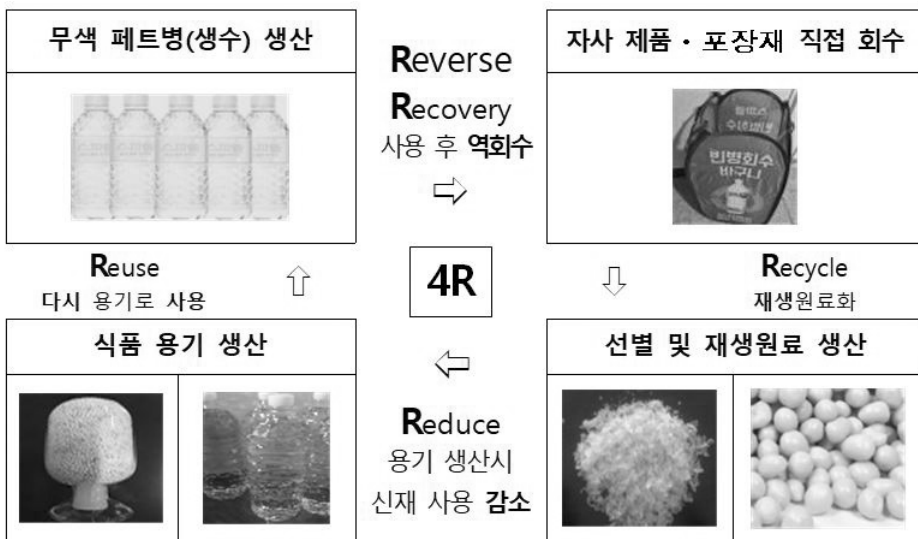 무색 페트병(생수) 생산
Reverse
Recovery
사용 후 역회수
자사 제품・포장재 직접 회수
빈병회수
바구니
Reuse
다시 용기로 사용
4R
Recycle
재생원료화
식품 용기 생산
Reduce
용기 생산시
신재 사용 감소
선별 및 재생원료 생산